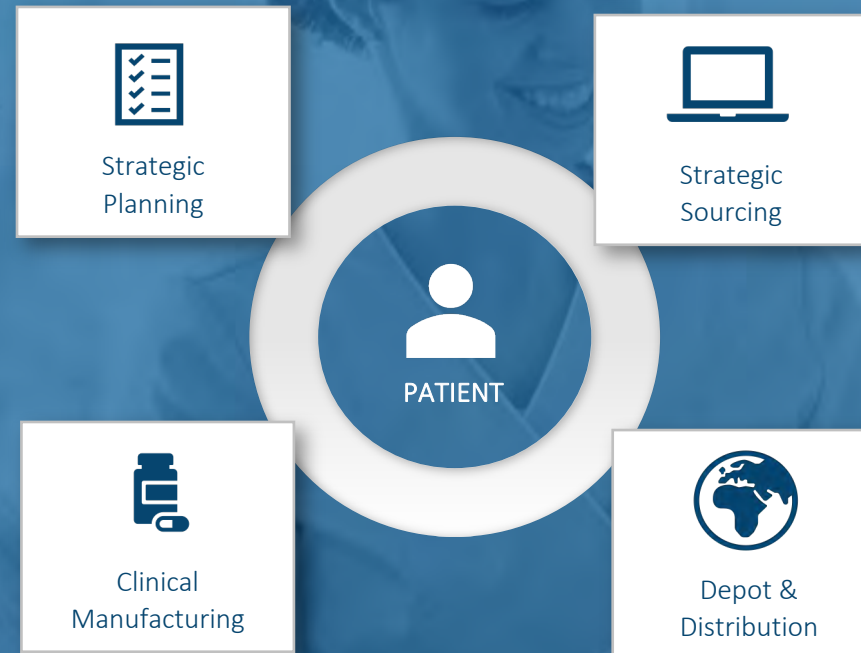 Strategic
Planning
Strategic
Sourcing
PATIENT
Clinical
Manufacturing
Depot &
Distribution